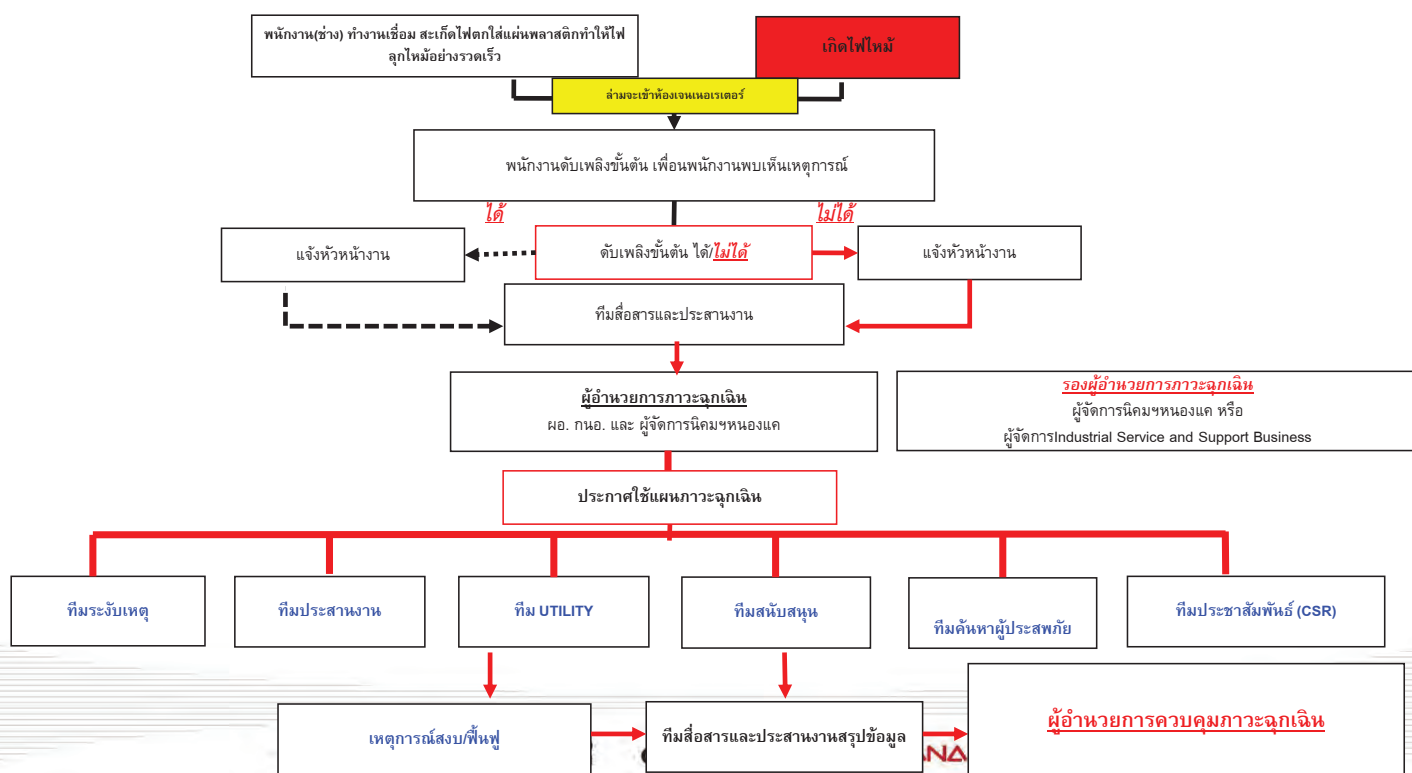 พนักงาน(ช่าง) ทำงานเชื่อม สะเก็ดไฟตกใส่แผ่นพลาสติกทำให้ไฟ
ลุกไหม้อย่างรวดเร็ว
เกิดไฟไหม้
ล่ามจะเข้าห้องเจนเนอเรเตอร์
พนักงานดับเพลิงขั้นต้น เพื่อนพนักงานพบเห็นเหตุการณ์
ได้
ไม่ได้
แจ้งหัวหน้างาน
ดับเพลิงขั้นต้น ได้/ไม่ได้
แจ้งหัวหน้างาน
ทีมสื่อสารและประสานงาน
ผู้อำนวยการภาวะฉุกเฉิน
ผอ. กนอ. และ ผู้จัดการนิคมฯหนองแค
รองผู้อำนวยการภาวะฉุกเฉิน
ผู้จัดการนิคมฯหนองแค หรือ
ผู้จัดการIndustrial Service and Support Business
ประกาศใช้แผนภาวะฉุกเฉิน
ทีมระงับเหตุ
ทีมประสานงาน
ทีม UTILITY
ทีมสนับสนุน
ทีมค้นหาผู้ประสพภัย
ทีมประชาสัมพันธ์ (CSR)
เหตุการณ์สงบ/ฟื้นฟู
ทีมสื่อสารและประสานงานสรุปข้อมูล
ผู้อำนวยการควบคุมภาวะฉุกเฉิน